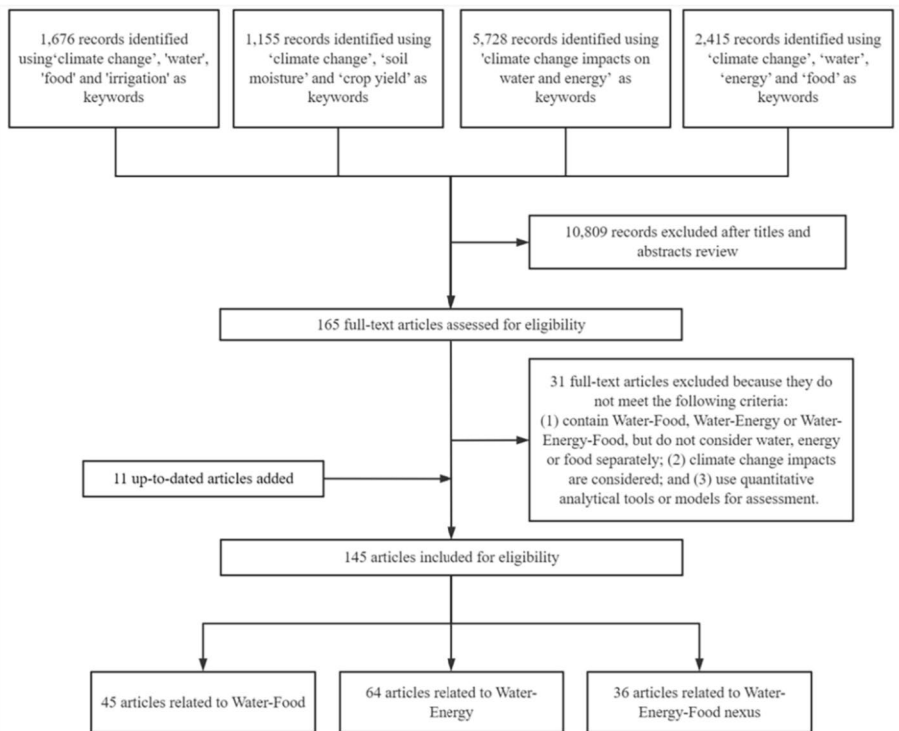 1,676 records identified
using‘climate change’, 'water',
'food' and 'irrigation' as
keywords
1,155 records identified using
‘climate change’, ‘soil
moisture’ and ‘crop yield’ as
keywords
5,728 records identified using
'climate change impacts on
water and energy’ as
keywords
2,415 records identified using
‘climate change’, ‘water’,
‘energy’ and ‘food’ as
keywords
10,809 records excluded after titles and
abstracts review
165 full-text articles assessed for eligibility
31 full-text articles excluded because they do
not meet the following criteria:
(1) contain Water-Food, Water-Energy or Water-
Energy-Food, but do not consider water, energy
or food separately; (2) climate change impacts
are considered; and (3) use quantitative
analytical tools or models for assessment.
11 up-to-dated articles added
145 articles included for eligibility
45 articles related to Water-Food
64 articles related to Water-
Energy
36 articles related to Water-
Energy-Food nexus